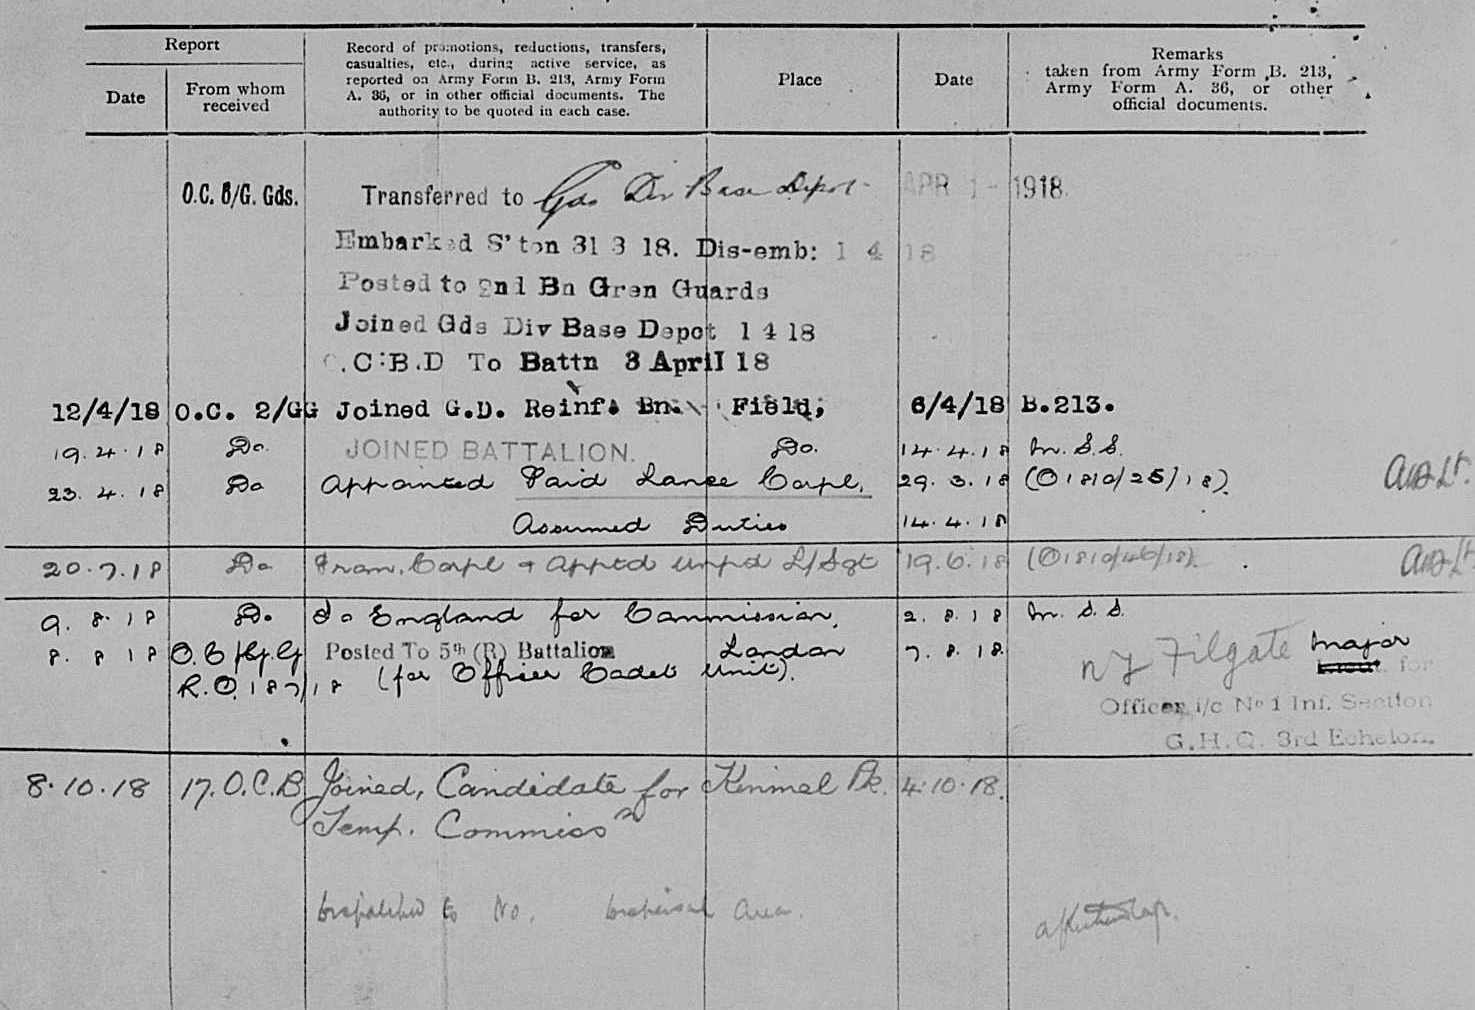 Report
Date
From whom
received
Record of promotions, reductions, transfers,
casualties, etc., during active service, as
reported on Army Form B. 213, Army Form
A. 36, or in other official documents. The
authority to be quoted in each case.
Place
Date
Remarks
taken from Army Form B. 213,
Army Form A. 36, or other
official documents.
O.C. B/G. Gds. Transferred to Gds Div Base Depot APR 1 - 1918.
Embarked S'ton 31 3 18. Dis-emb: 1 4 18
Posted to 2nd Bn Gren Guards
Joined Gds Div Base Depot 1 4 18
.C:B.D To Battn 3 April 18
12/4/18 O.C. 2/GG Joined G.D. Reinf. Bn. Field, 6/4/18 B.213.
19.4.18 Do. JOINED BATTALION. Do. 14.4.18 M.S.S.
23.4.18 Do Appointed Paid Lance Corpl. 29.3.18 (O1810/25/18).
Assumed Duties 14.4.18
20.7.18 Do Prom. Corpl + Apptd unpd L/Sgt 19.6.18 (O1810/46/18).
9.8.18 Do. To England for Commission, 2.8.18 M.S.S.
8.8.18 O.C Posted To 5th (R) Battalion London 7.8.18.
R.O. 187/18 (for Officer Cadet Unit).
Filgate Major
for
Officer i/c No 1 Inf. Section
G.H.Q. 3rd Echelon.
8.10.18 17.O.C.B Joined, Candidate for Kinmel Pk. 4.10.18.
Temp. Commissn
Dispatched to No. Dispersal Area.